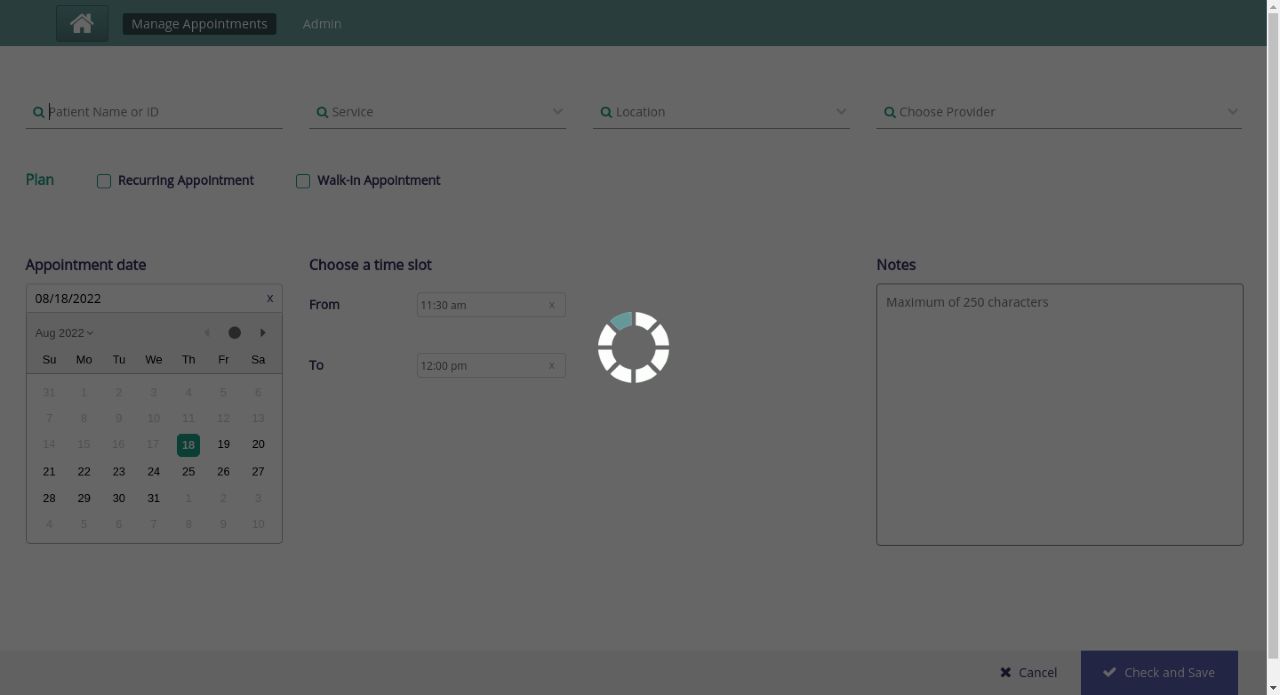 Manage Appointments Admin
Patient Name or ID Service Location Choose Provider
Plan Recurring Appointment Walk-in Appointment
Appointment date Choose a time slot Notes
08/18/2022 x From 11:30 am x Maximum of 250 characters
Aug 2022
Su Mo Tu We Th Fr Sa To 12:00 pm x
31 1 2 3 4 5 6
7 8 9 10 11 12 13
14 15 16 17 18 19 20
21 22 23 24 25 26 27
28 29 30 31 1 2 3
4 5 6 7 8 9 10
Cancel Check and Save